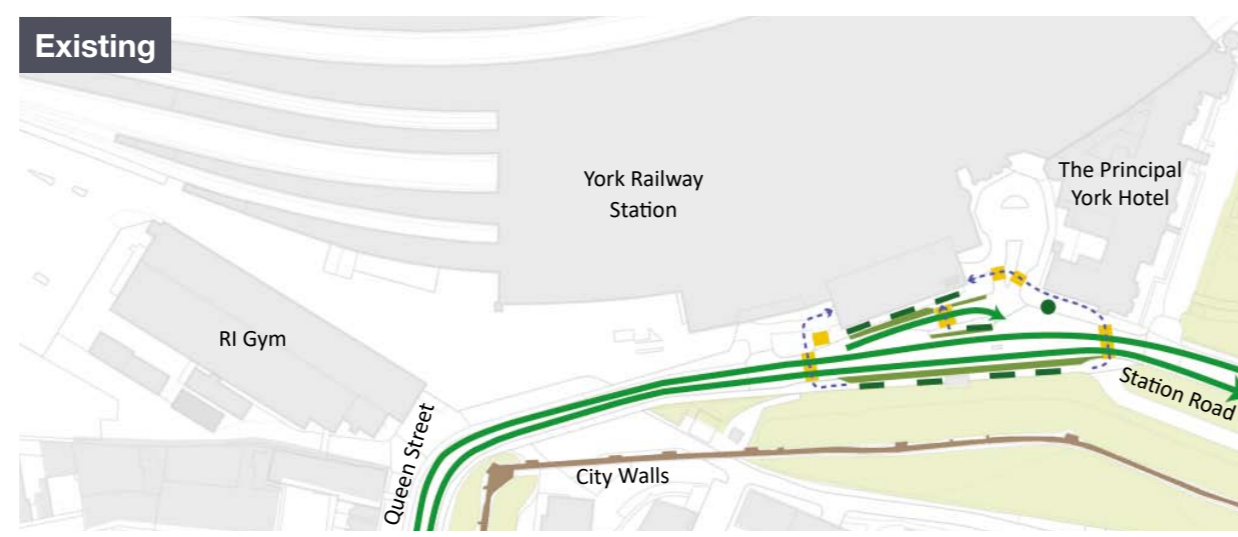 Existing
York Railway
Station
The Principal
York Hotel
RI Gym
Station Road
Queen Street
City Walls